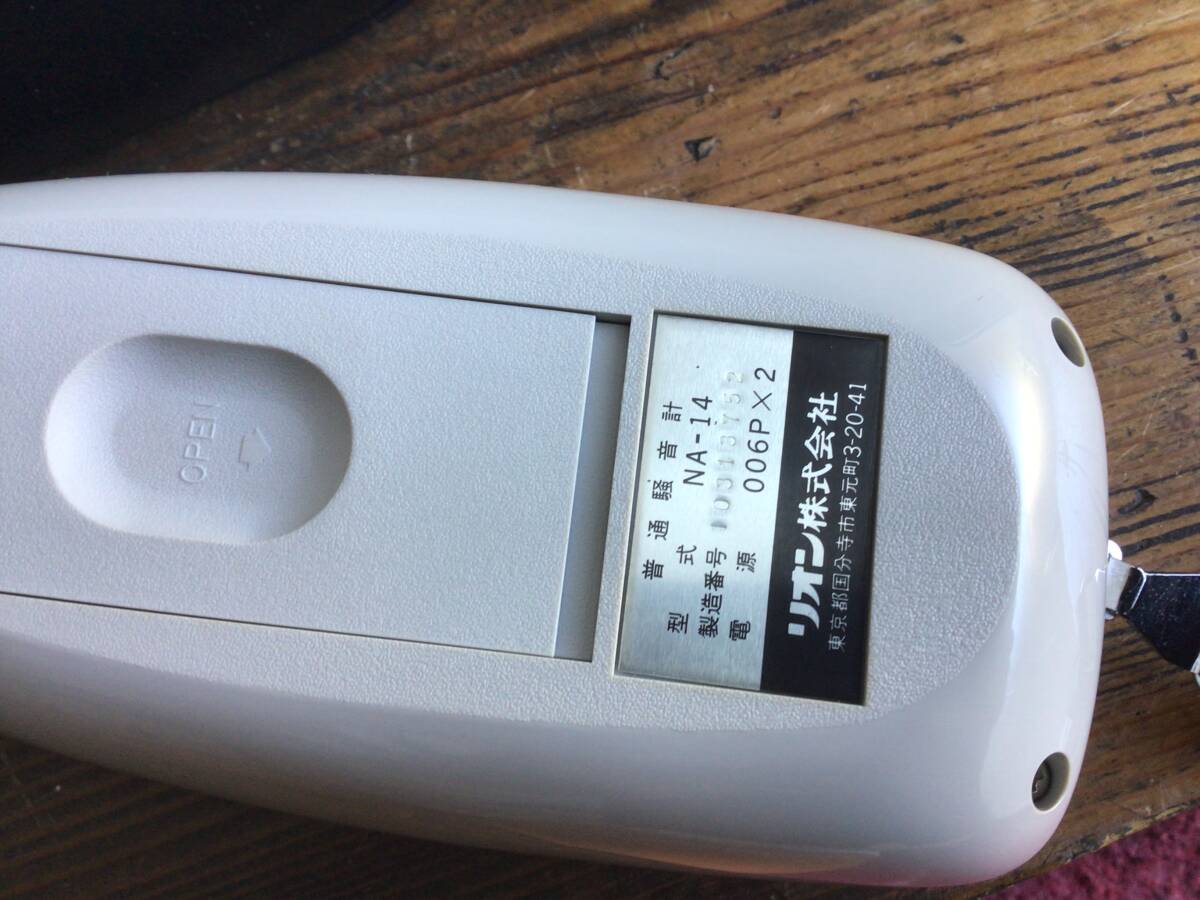 OPEN
普通騒音計
型式 NA-14
製造番号 10313752
電源 006P×2
リオン株式会社
東京都国分寺市東元町3-20-41